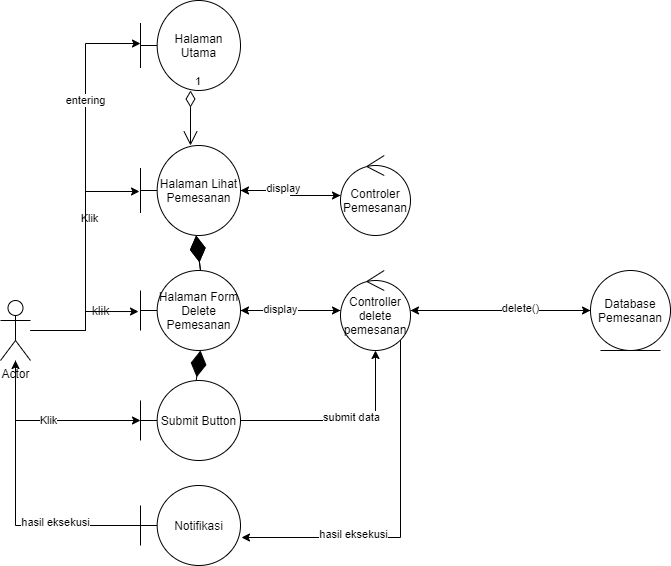 Halaman
Utama
1
entering
Halaman Lihat
Pemesanan
display
Controler
Pemesanan
Klik
Halaman Form
Delete
Pemesanan
klik
display
Controller
delete
pemesanan
delete()
Database
Pemesanan
Actor
Klik
Submit Button
submit data
Notifikasi
hasil eksekusi
hasil eksekusi